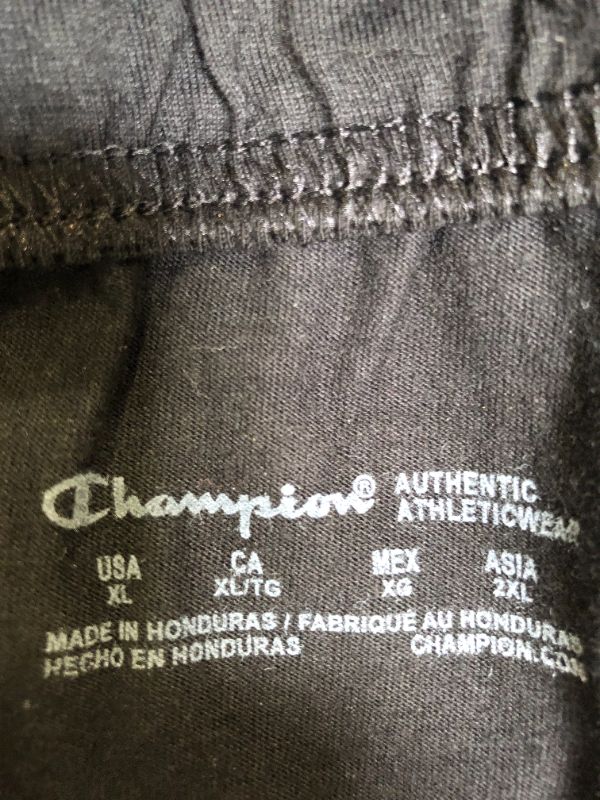 Champion® AUTHENTIC ATHLETICWEAR
USA CA MEX ASIA
XL XL/TG XG 2XL
MADE IN HONDURAS / FABRIQUÉ AU HONDURAS
HECHO EN HONDURAS CHAMPION.COM